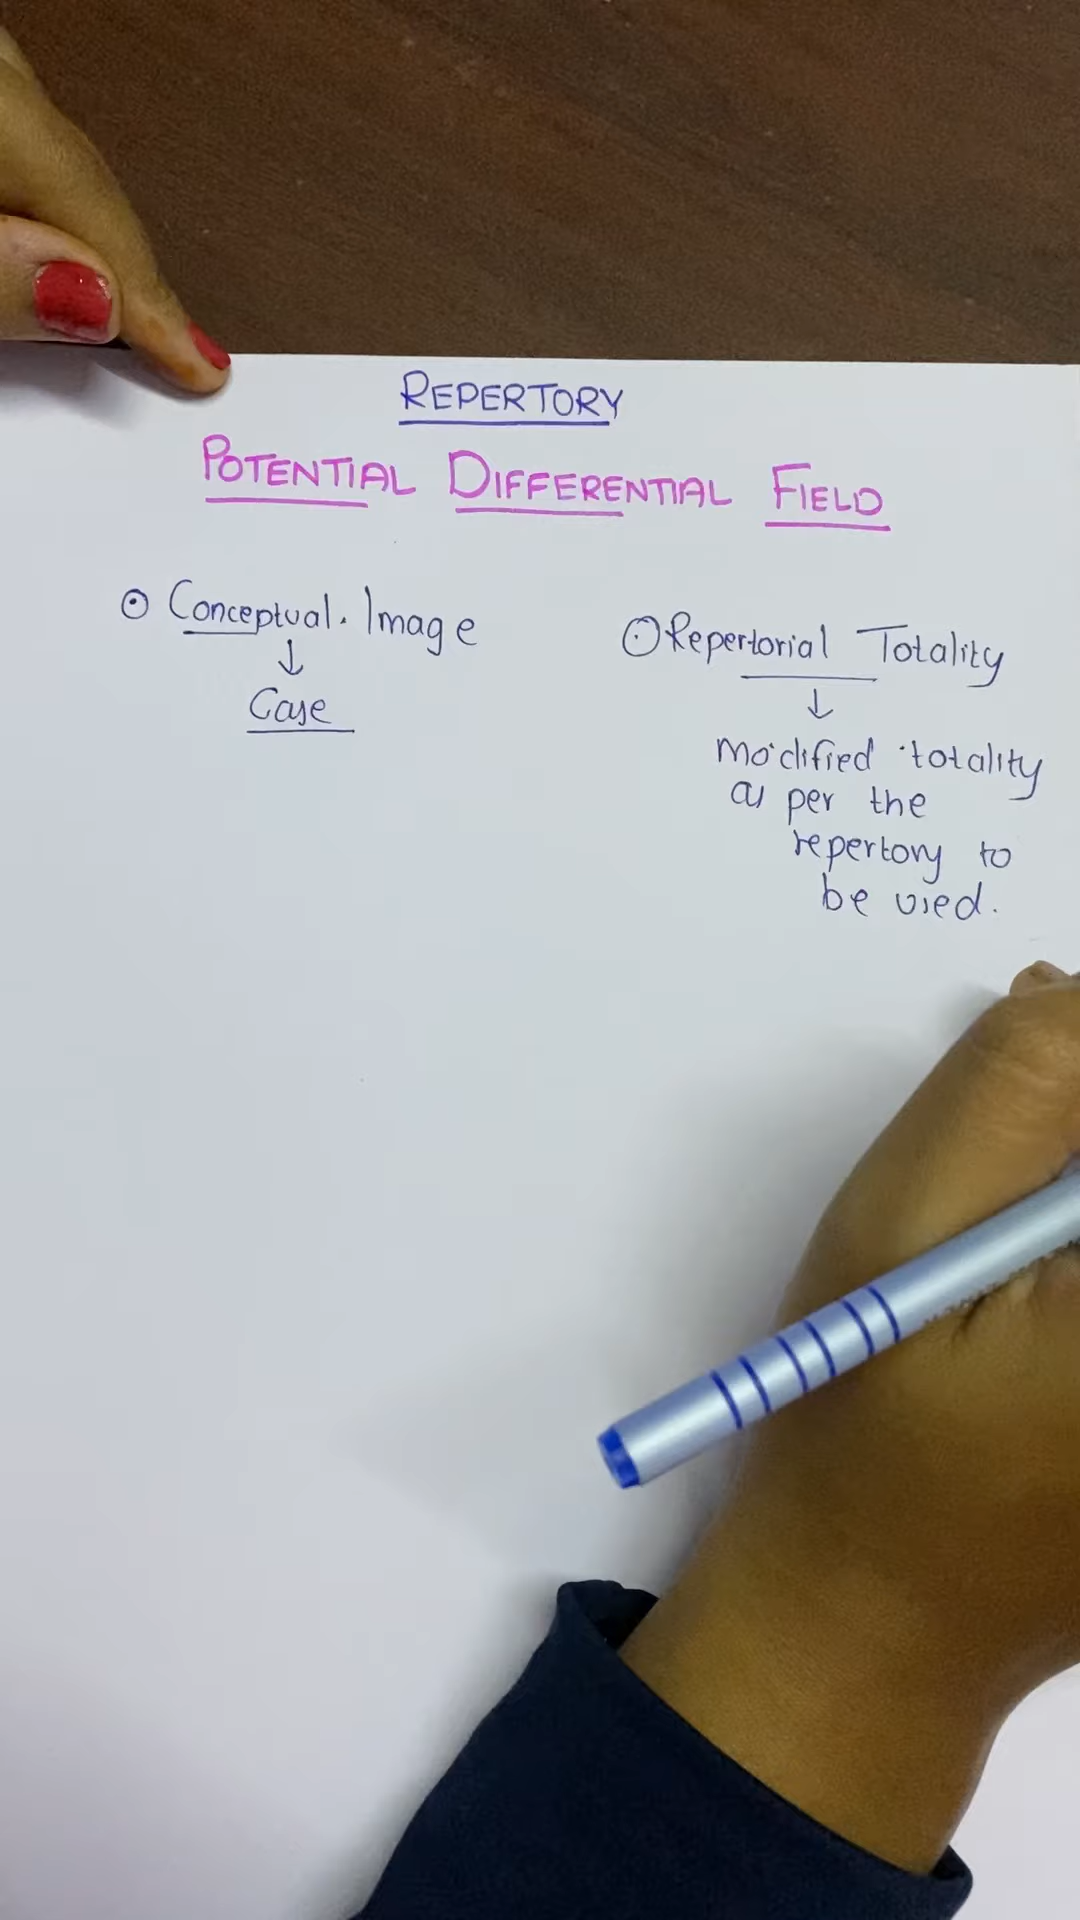 REPERTORY
POTENTIAL DIFFERENTIAL FIELD
⊙ Conceptual. Image
↓
Case
⊙ Repertorial Totality
↓
Modified totality
as per the
repertory to
be used.